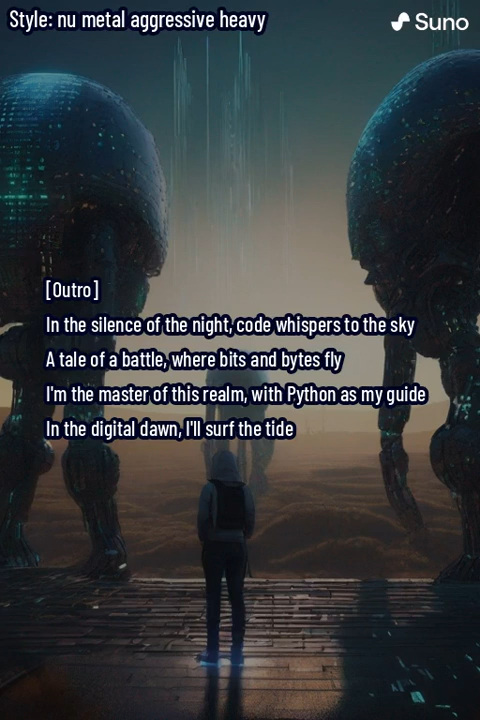 Style: nu metal aggressive heavy
Suno
[Outro]
In the silence of the night, code whispers to the sky
A tale of a battle, where bits and bytes fly
I'm the master of this realm, with Python as my guide
In the digital dawn, I'll surf the tide